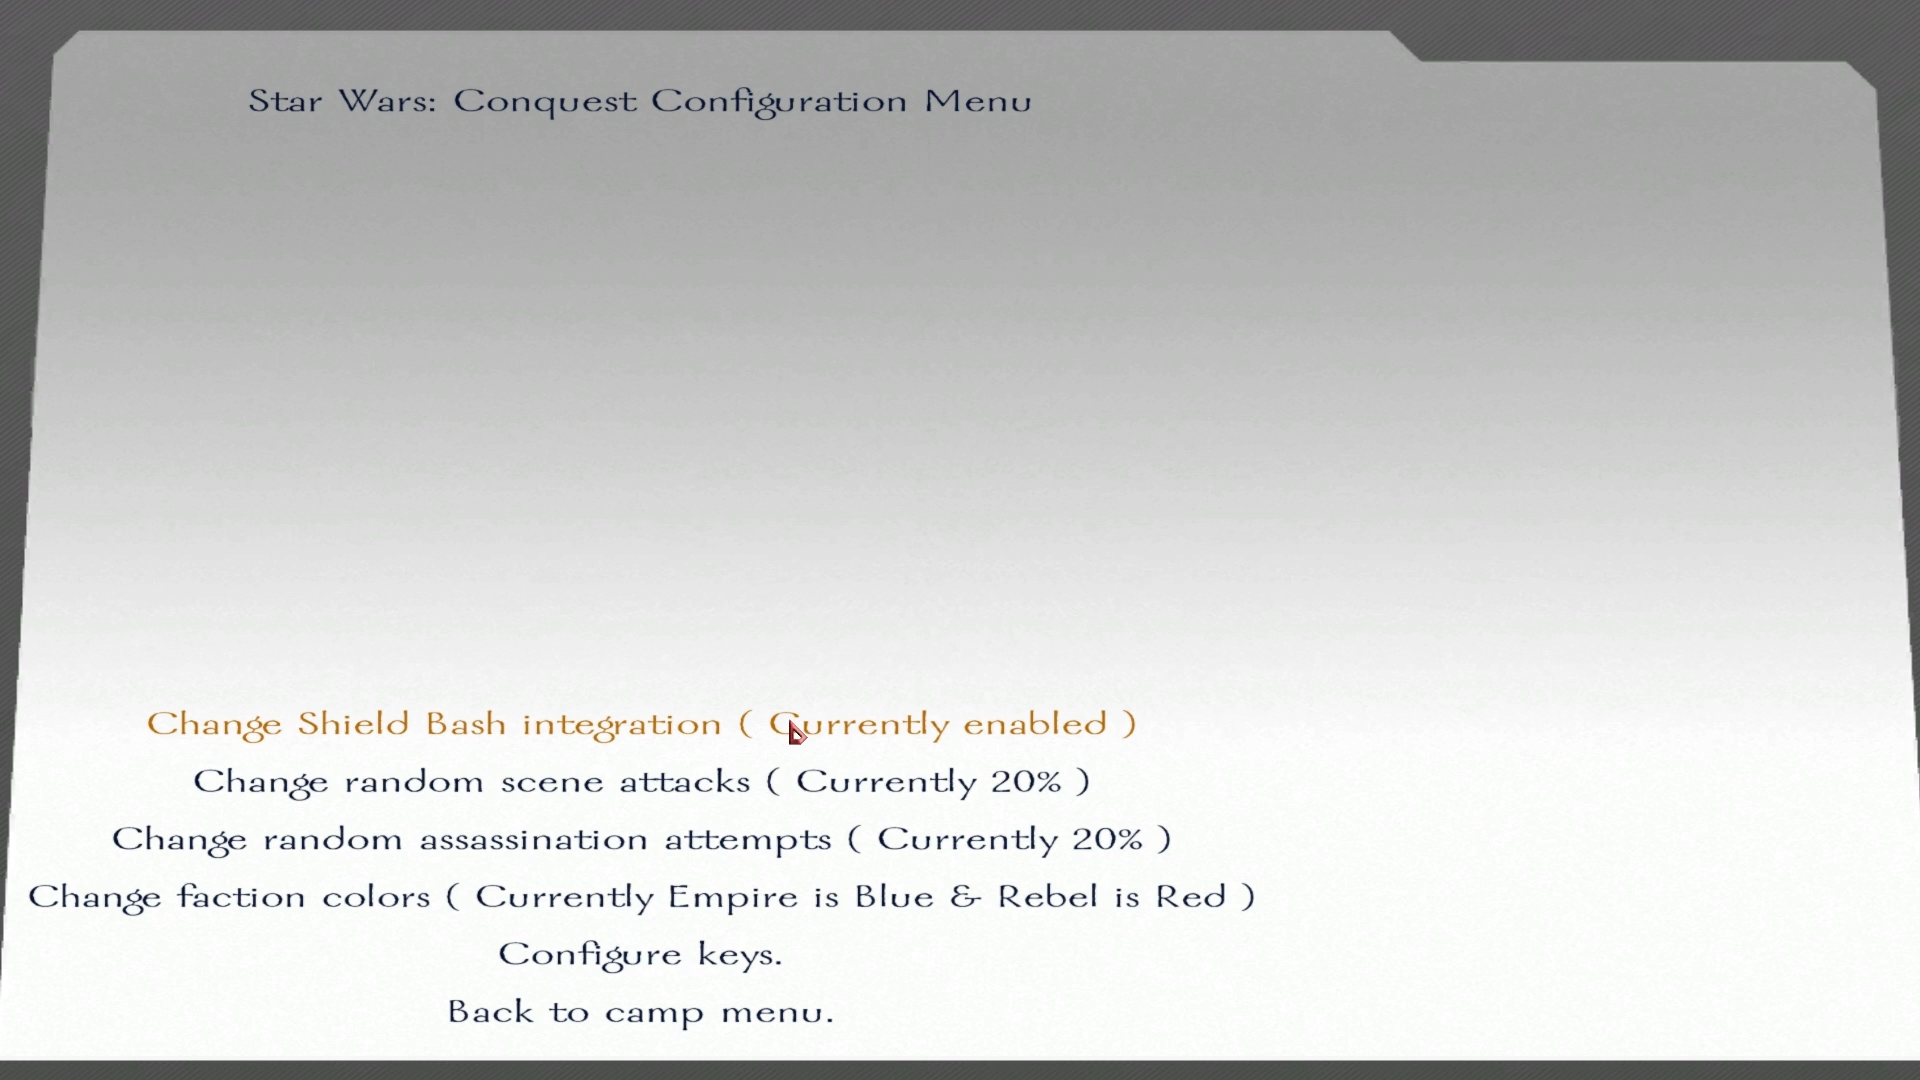 Star Wars: Conquest Configuration Menu
Change Shield Bash integration ( Currently enabled )
Change random scene attacks ( Currently 20% )
Change random assassination attempts ( Currently 20% )
Change faction colors ( Currently Empire is Blue & Rebel is Red )
Configure keys.
Back to camp menu.